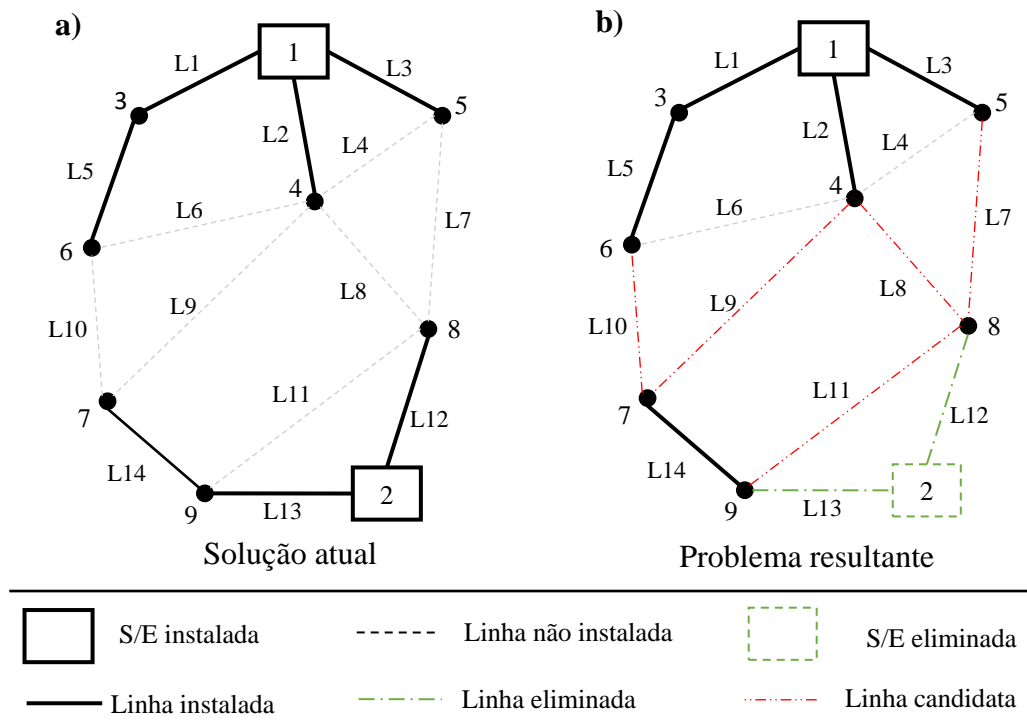 a)
1
L1
L3
3
5
L2
L4
L5
4
L6
L7
6
L9
L8
L10
8
L11
7
L12
L14
2
9
L13
Solução atual
b)
1
L1
L3
3
5
L2
L4
L5
4
L6
L7
6
L9
L8
L10
8
L11
7
L12
L14
2
9
L13
Problema resultante
S/E instalada
Linha não instalada
S/E eliminada
Linha instalada
Linha eliminada
Linha candidata